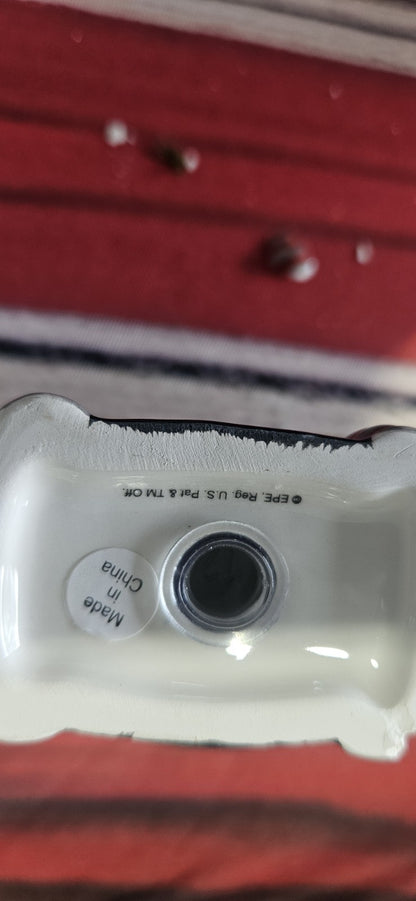 © EPE, Reg. U.S. Pat & TM Off.
Made
in
China